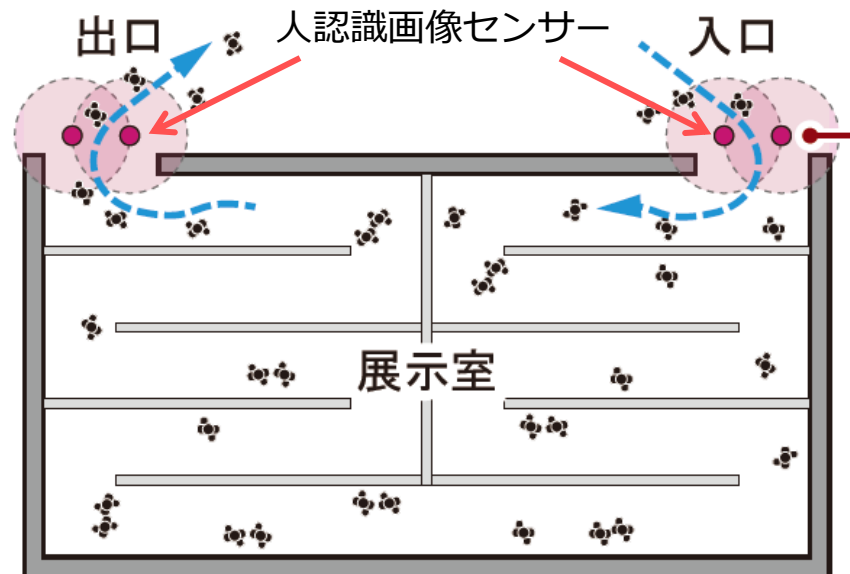 出口
人認識画像センサー
入口
展示室